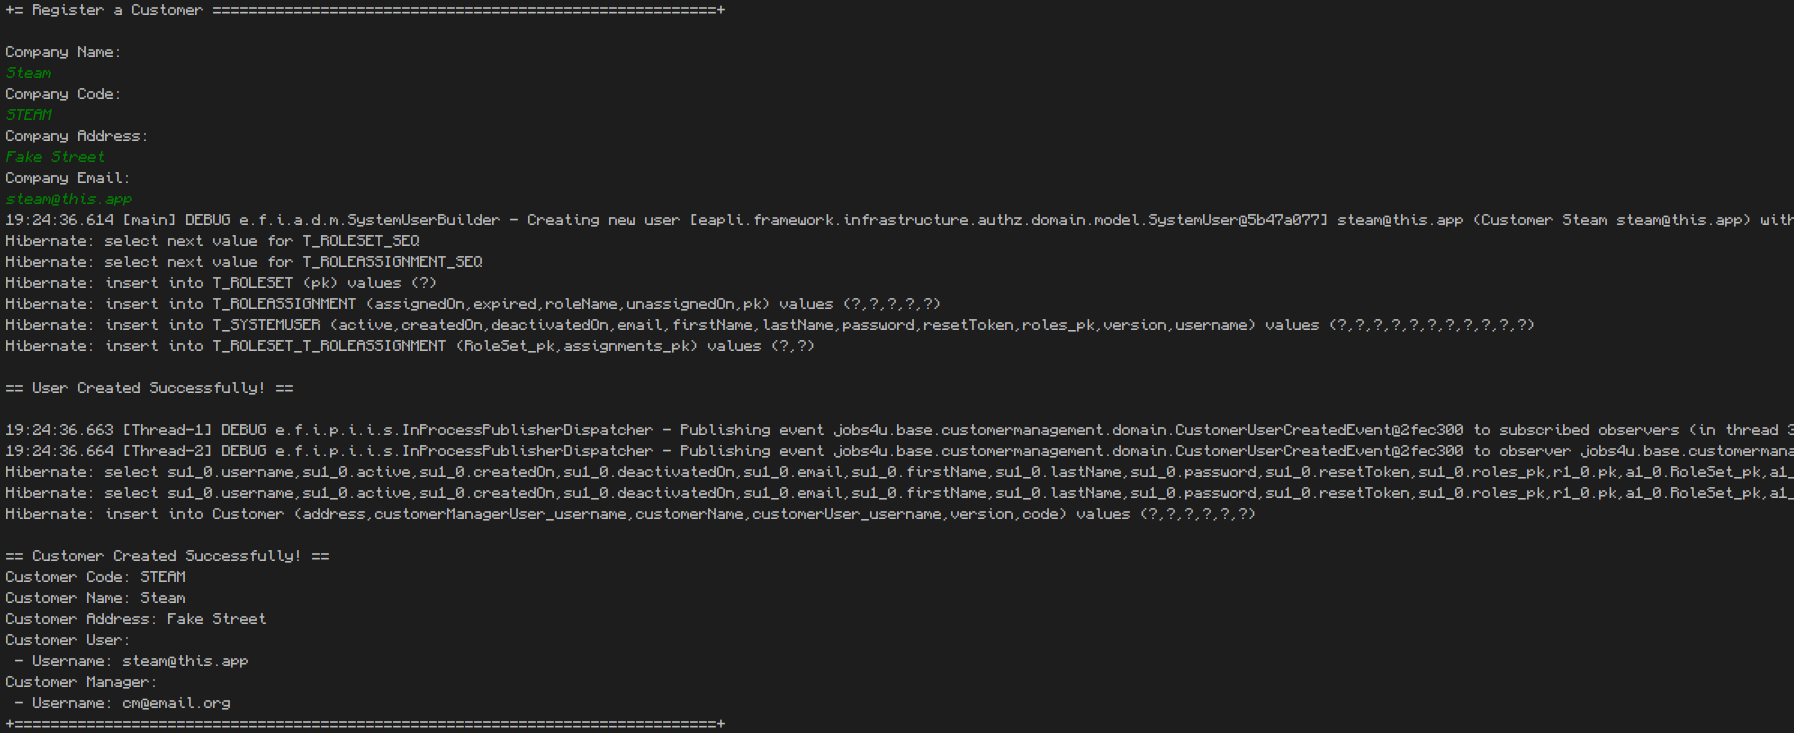 += Register a Customer ========================================================+
Company Name:
Steam
Company Code:
STEAM
Company Address:
Fake Street
Company Email:
steam@this.app
19:24:36.614 [main] DEBUG e.f.i.a.d.m.SystemUserBuilder - Creating new user [eapli.framework.infrastructure.authz.domain.model.SystemUser@5b47a077] steam@this.app (Customer Steam steam@this.app) with
Hibernate: select next value for T_ROLESET_SEQ
Hibernate: select next value for T_ROLEASSIGNMENT_SEQ
Hibernate: insert into T_ROLESET (pk) values (?)
Hibernate: insert into T_ROLEASSIGNMENT (assignedOn,expired,roleName,unassignedOn,pk) values (?,?,?,?,?)
Hibernate: insert into T_SYSTEMUSER (active,createdOn,deactivatedOn,email,firstName,lastName,password,resetToken,roles_pk,version,username) values (?,?,?,?,?,?,?,?,?,?,?)
Hibernate: insert into T_ROLESET_T_ROLEASSIGNMENT (RoleSet_pk,assignments_pk) values (?,?)
== User Created Successfully! ==
19:24:36.663 [Thread-1] DEBUG e.f.i.p.i.i.s.InProcessPublisherDispatcher - Publishing event jobs4u.base.customermanagement.domain.CustomerUserCreatedEvent@2fec300 to subscribed observers (in thread 3
19:24:36.664 [Thread-2] DEBUG e.f.i.p.i.i.s.InProcessPublisherDispatcher - Publishing event jobs4u.base.customermanagement.domain.CustomerUserCreatedEvent@2fec300 to observer jobs4u.base.customermana
Hibernate: select su1_0.username,su1_0.active,su1_0.createdOn,su1_0.deactivatedOn,su1_0.email,su1_0.firstName,su1_0.lastName,su1_0.password,su1_0.resetToken,su1_0.roles_pk,r1_0.pk,a1_0.RoleSet_pk,a1_
Hibernate: select su1_0.username,su1_0.active,su1_0.createdOn,su1_0.deactivatedOn,su1_0.email,su1_0.firstName,su1_0.lastName,su1_0.password,su1_0.resetToken,su1_0.roles_pk,r1_0.pk,a1_0.RoleSet_pk,a1_
Hibernate: insert into Customer (address,customerManagerUser_username,customerName,customerUser_username,version,code) values (?,?,?,?,?,?)
== Customer Created Successfully! ==
Customer Code: STEAM
Customer Name: Steam
Customer Address: Fake Street
Customer User:
- Username: steam@this.app
Customer Manager:
- Username: cm@email.org
+==============================================================================+